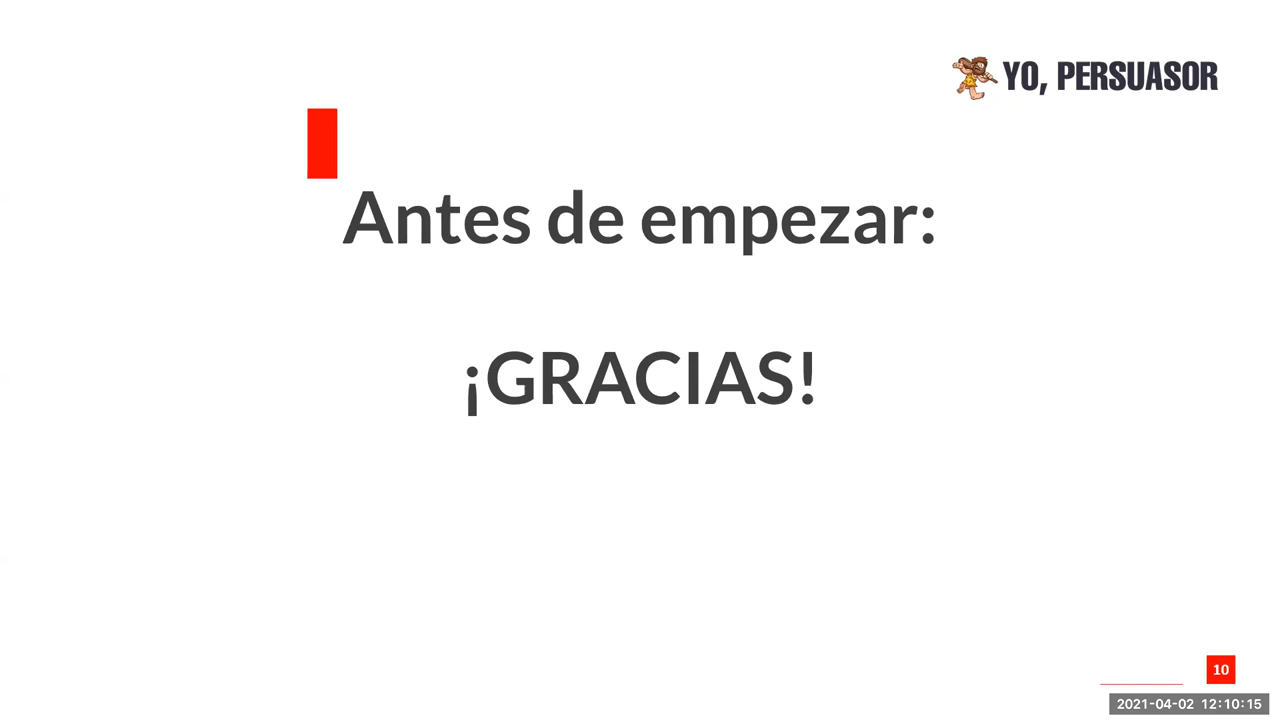 YO, PERSUASOR
Antes de empezar:
¡GRACIAS!
10
2021-04-02 12:10:15